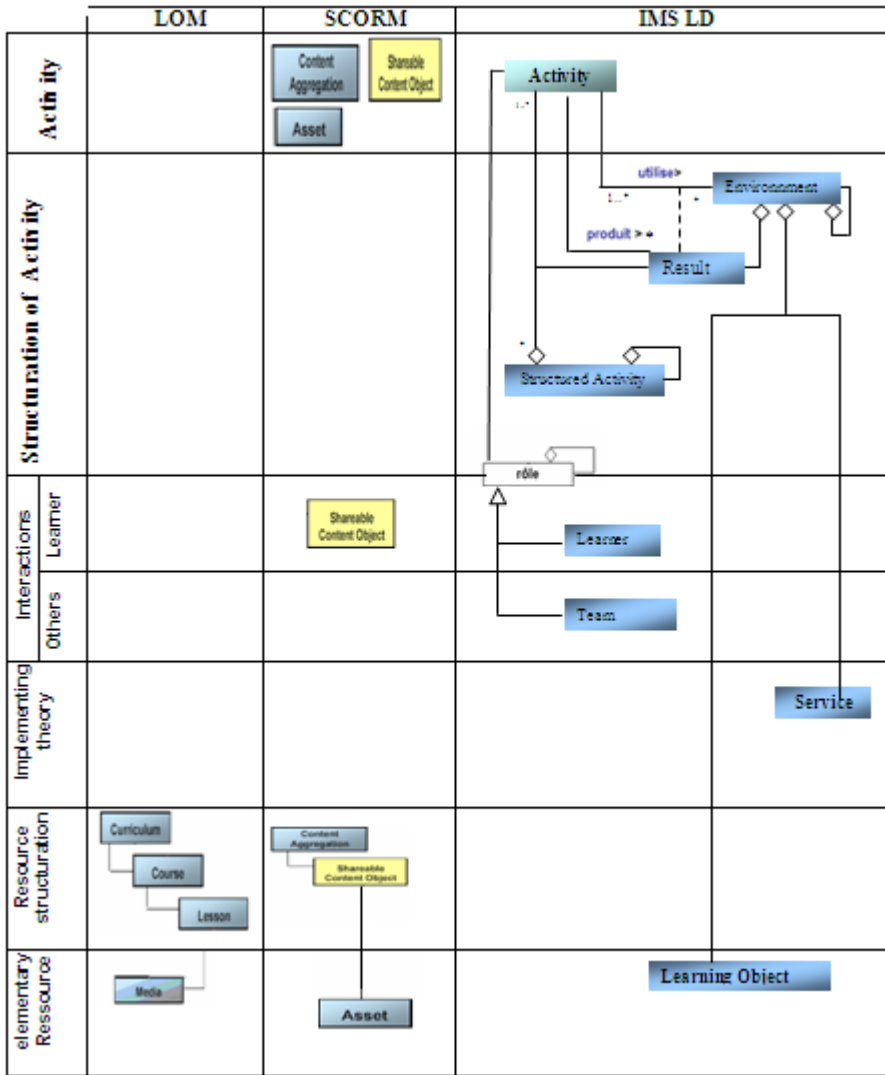 LOM SCORM IMS LD
Activity
Content
Aggregation
Shareable
Content Object
Asset
Activity
1..*
Structuration of Activity
utilise>
Environnment
1..*
*
produit > *
Result
*
Structured Activity
rôle
Interactions
Learner
Shareable
Content Object
Learner
Others
Team
Implementing
theory
Service
Resource
structuration
Curriculum
Course
Lesson
Content
Aggregation
Shareable
Content Object
elementary
Ressource
Media
Asset
Learning Object